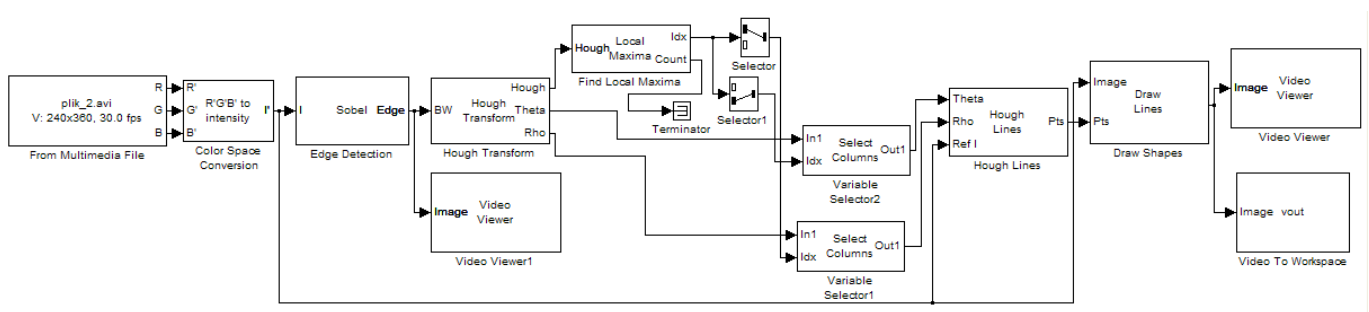 plik_2.avi
V: 240x360, 30.0 fps
R
G
B
From Multimedia File
R'
G'
B'
R'G'B' to
intensity
I'
Color Space
Conversion
I
Sobel
Edge
Edge Detection
Image
Video
Viewer
Video Viewer1
BW
Hough
Transform
Hough
Theta
Rho
Hough Transform
Hough
Local
Maxima
Idx
Count
Find Local Maxima
Terminator
Selector
Selector1
In1
Idx
Select
Columns
Out1
Variable
Selector2
In1
Idx
Select
Columns
Out1
Variable
Selector1
Theta
Rho
Ref I
Hough
Lines
Pts
Hough Lines
Image
Pts
Draw
Lines
Draw Shapes
Image
Video
Viewer
Video Viewer
Image
vout
Video To Workspace